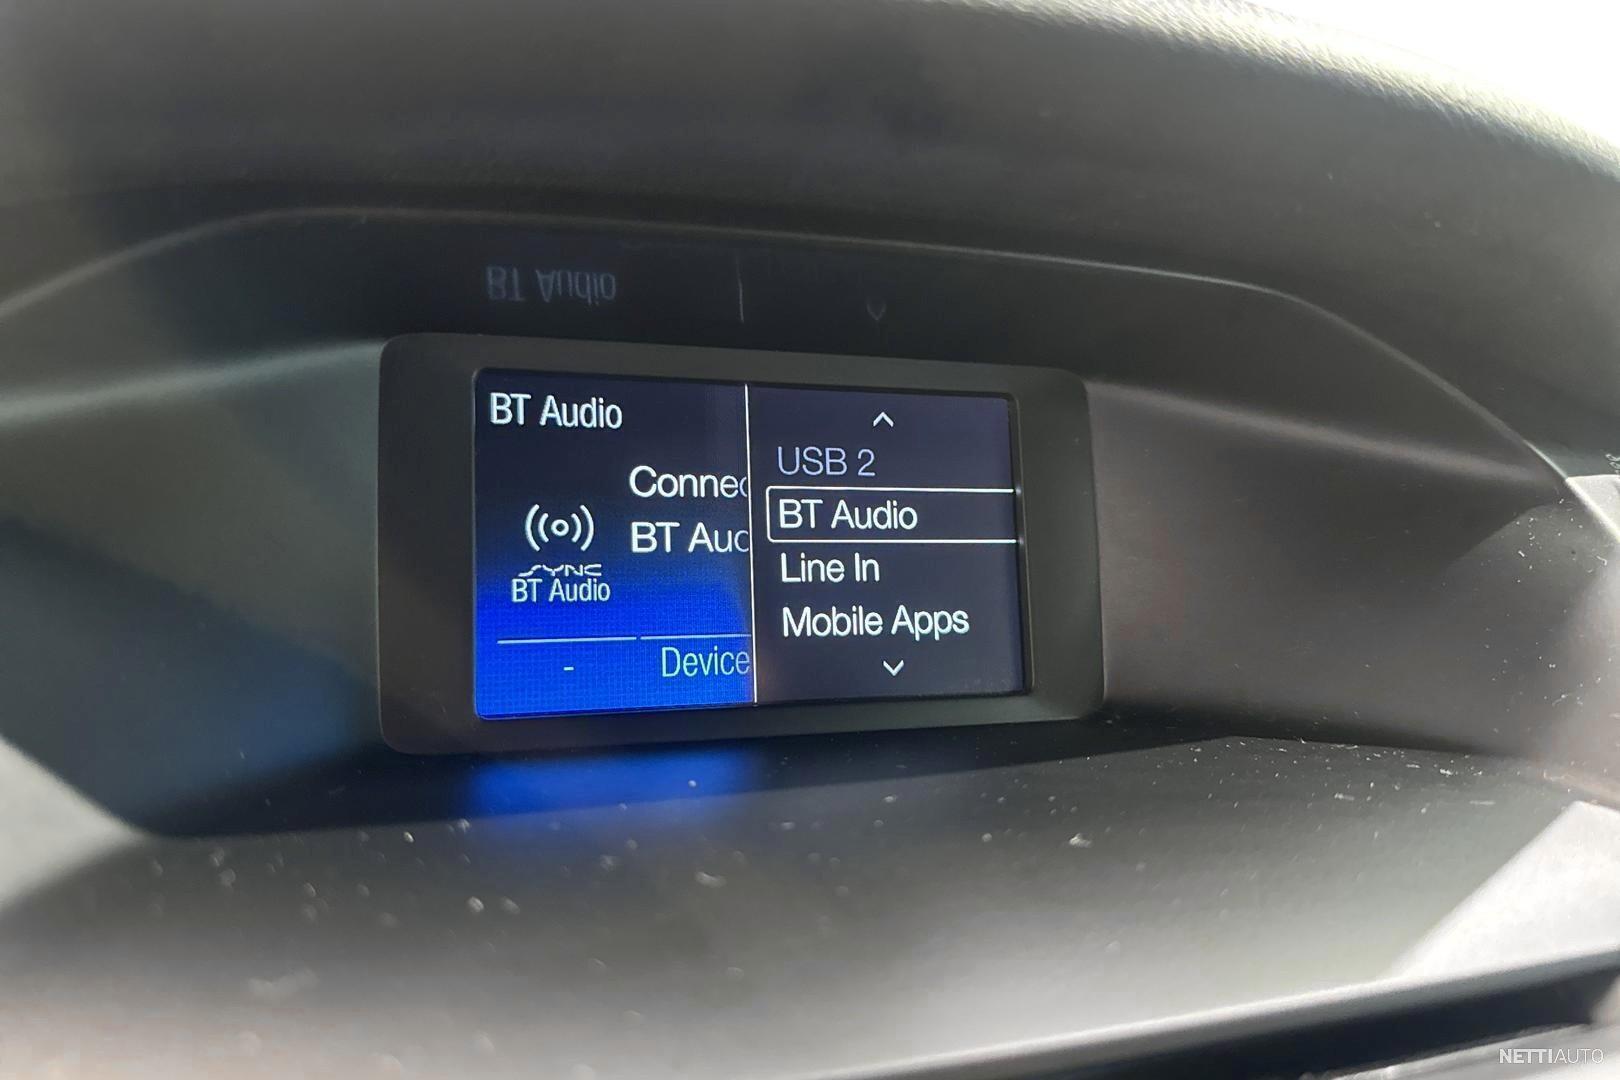 BT Audio
BT Audio
Connec
BT Auc
SYNC
BT Audio
-
Device
USB 2
BT Audio
Line In
Mobile Apps
NETTIAUTO